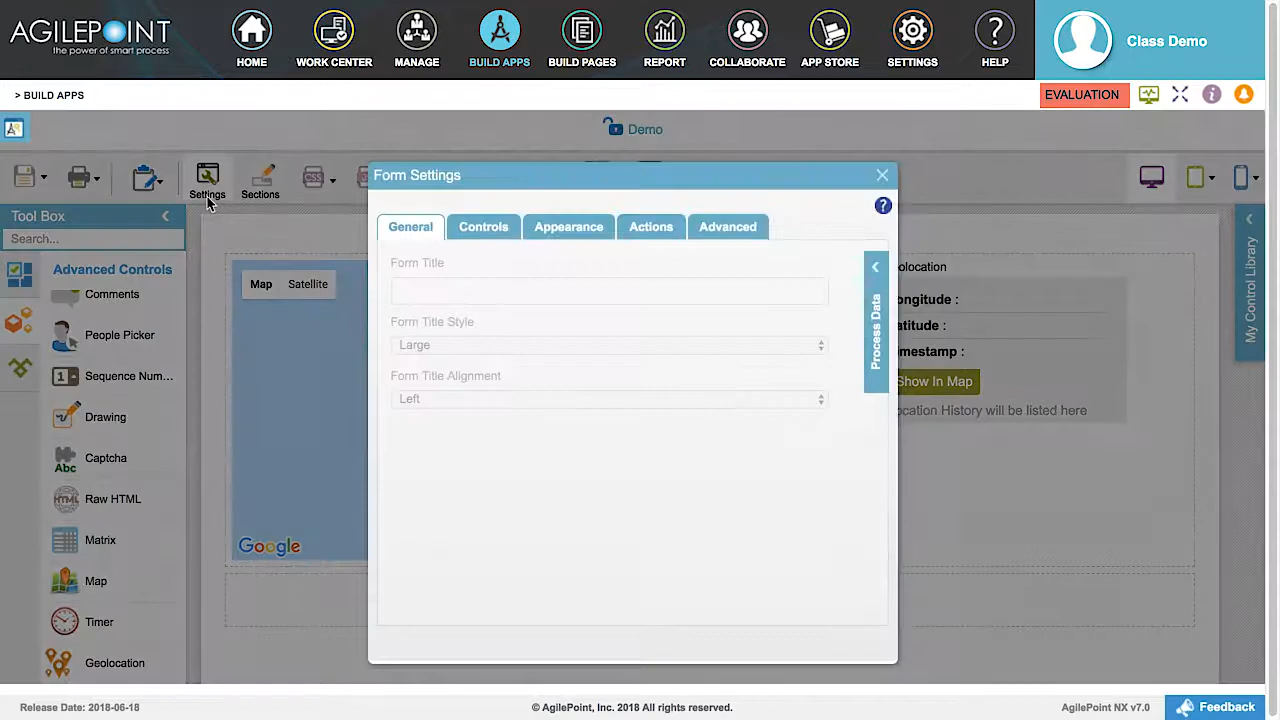 AGILEPOINT
the power of smart process
HOME
WORK CENTER
MANAGE
BUILD APPS
BUILD PAGES
REPORT
COLLABORATE
APP STORE
SETTINGS
HELP
Class Demo
> BUILD APPS
EVALUATION
Demo
Settings
Sections
CSS
Tool Box
Search...
Advanced Controls
Comments
People Picker
Sequence Num...
Drawing
Captcha
Raw HTML
Matrix
Map
Timer
Geolocation
Map
Satellite
Google
Form Settings
General
Controls
Appearance
Actions
Advanced
Form Title
Form Title Style
Large
Form Title Alignment
Left
Process Data
olocation
ongitude :
atitude :
mestamp :
Show In Map
ocation History will be listed here
My Control Library
Release Date: 2018-06-18
© AgilePoint, Inc. 2018 All rights reserved.
AgilePoint NX v7.0
Feedback